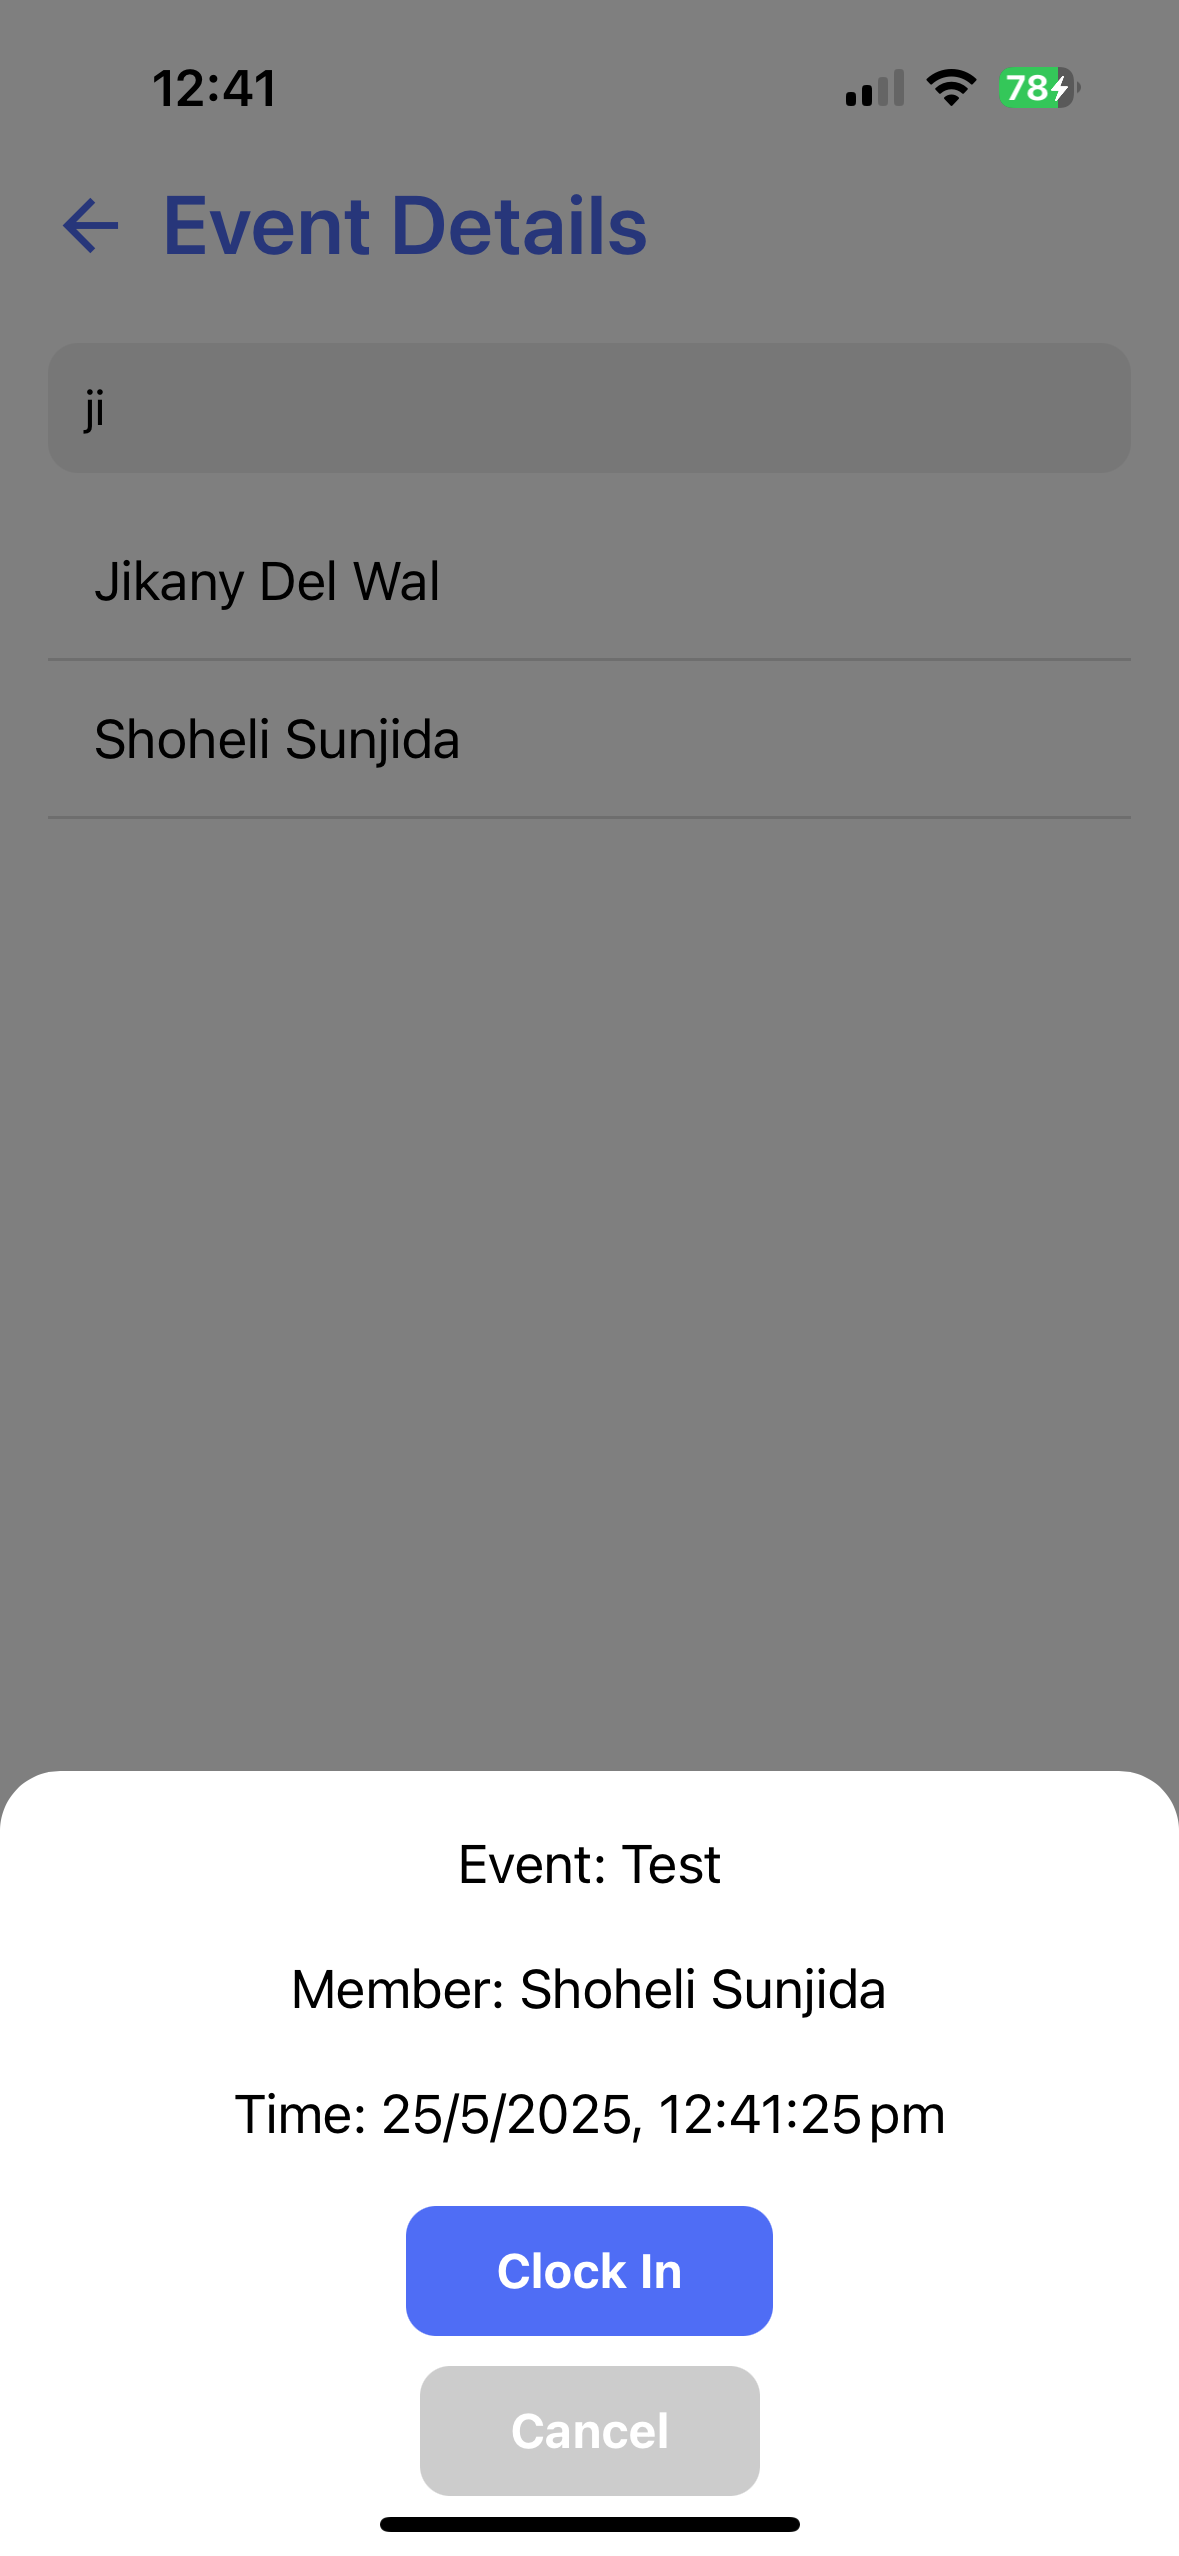 12:41
78
Event Details
ji
Jikany Del Wal
Shoheli Sunjida
Event: Test
Member: Shoheli Sunjida
Time: 25/5/2025, 12:41:25 pm
Clock In
Cancel